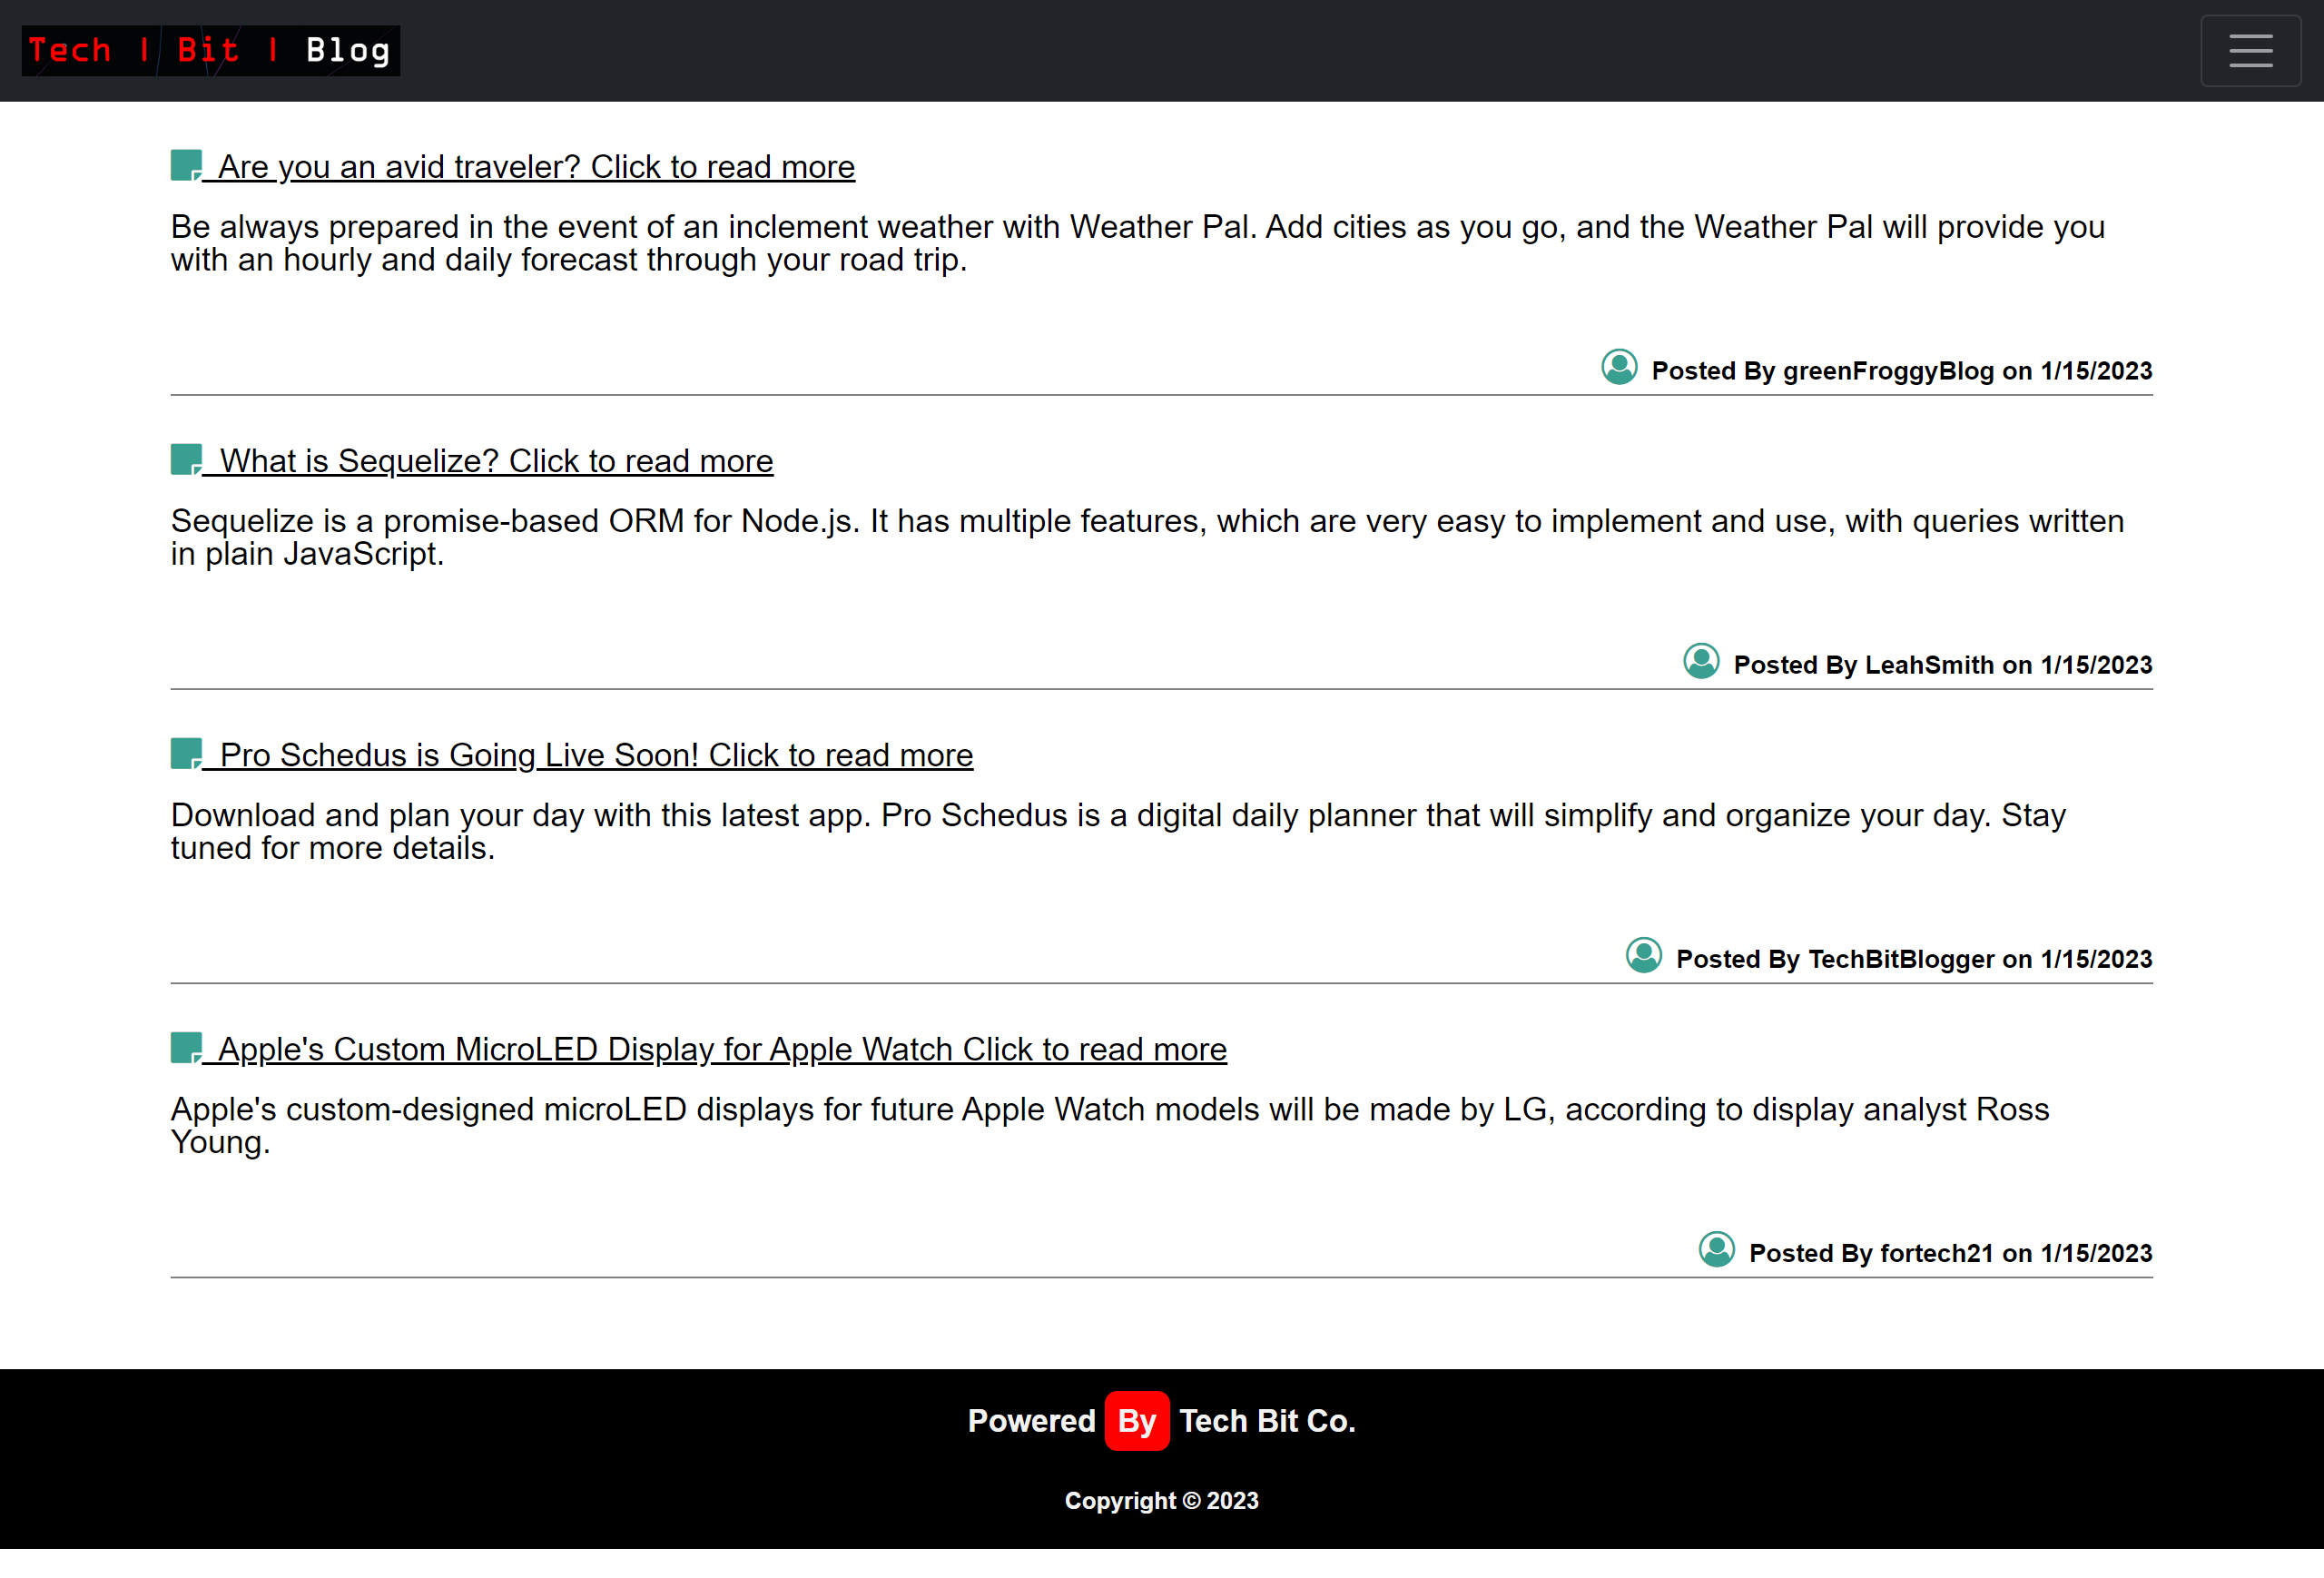 Tech | Bit | Blog
Are you an avid traveler? Click to read more
Be always prepared in the event of an inclement weather with Weather Pal. Add cities as you go, and the Weather Pal will provide you
with an hourly and daily forecast through your road trip.
Posted By greenFroggyBlog on 1/15/2023
What is Sequelize? Click to read more
Sequelize is a promise-based ORM for Node.js. It has multiple features, which are very easy to implement and use, with queries written
in plain JavaScript.
Posted By LeahSmith on 1/15/2023
Pro Schedus is Going Live Soon! Click to read more
Download and plan your day with this latest app. Pro Schedus is a digital daily planner that will simplify and organize your day. Stay
tuned for more details.
Posted By TechBitBlogger on 1/15/2023
Apple's Custom MicroLED Display for Apple Watch Click to read more
Apple's custom-designed microLED displays for future Apple Watch models will be made by LG, according to display analyst Ross
Young.
Posted By fortech21 on 1/15/2023
Powered By Tech Bit Co.
Copyright © 2023